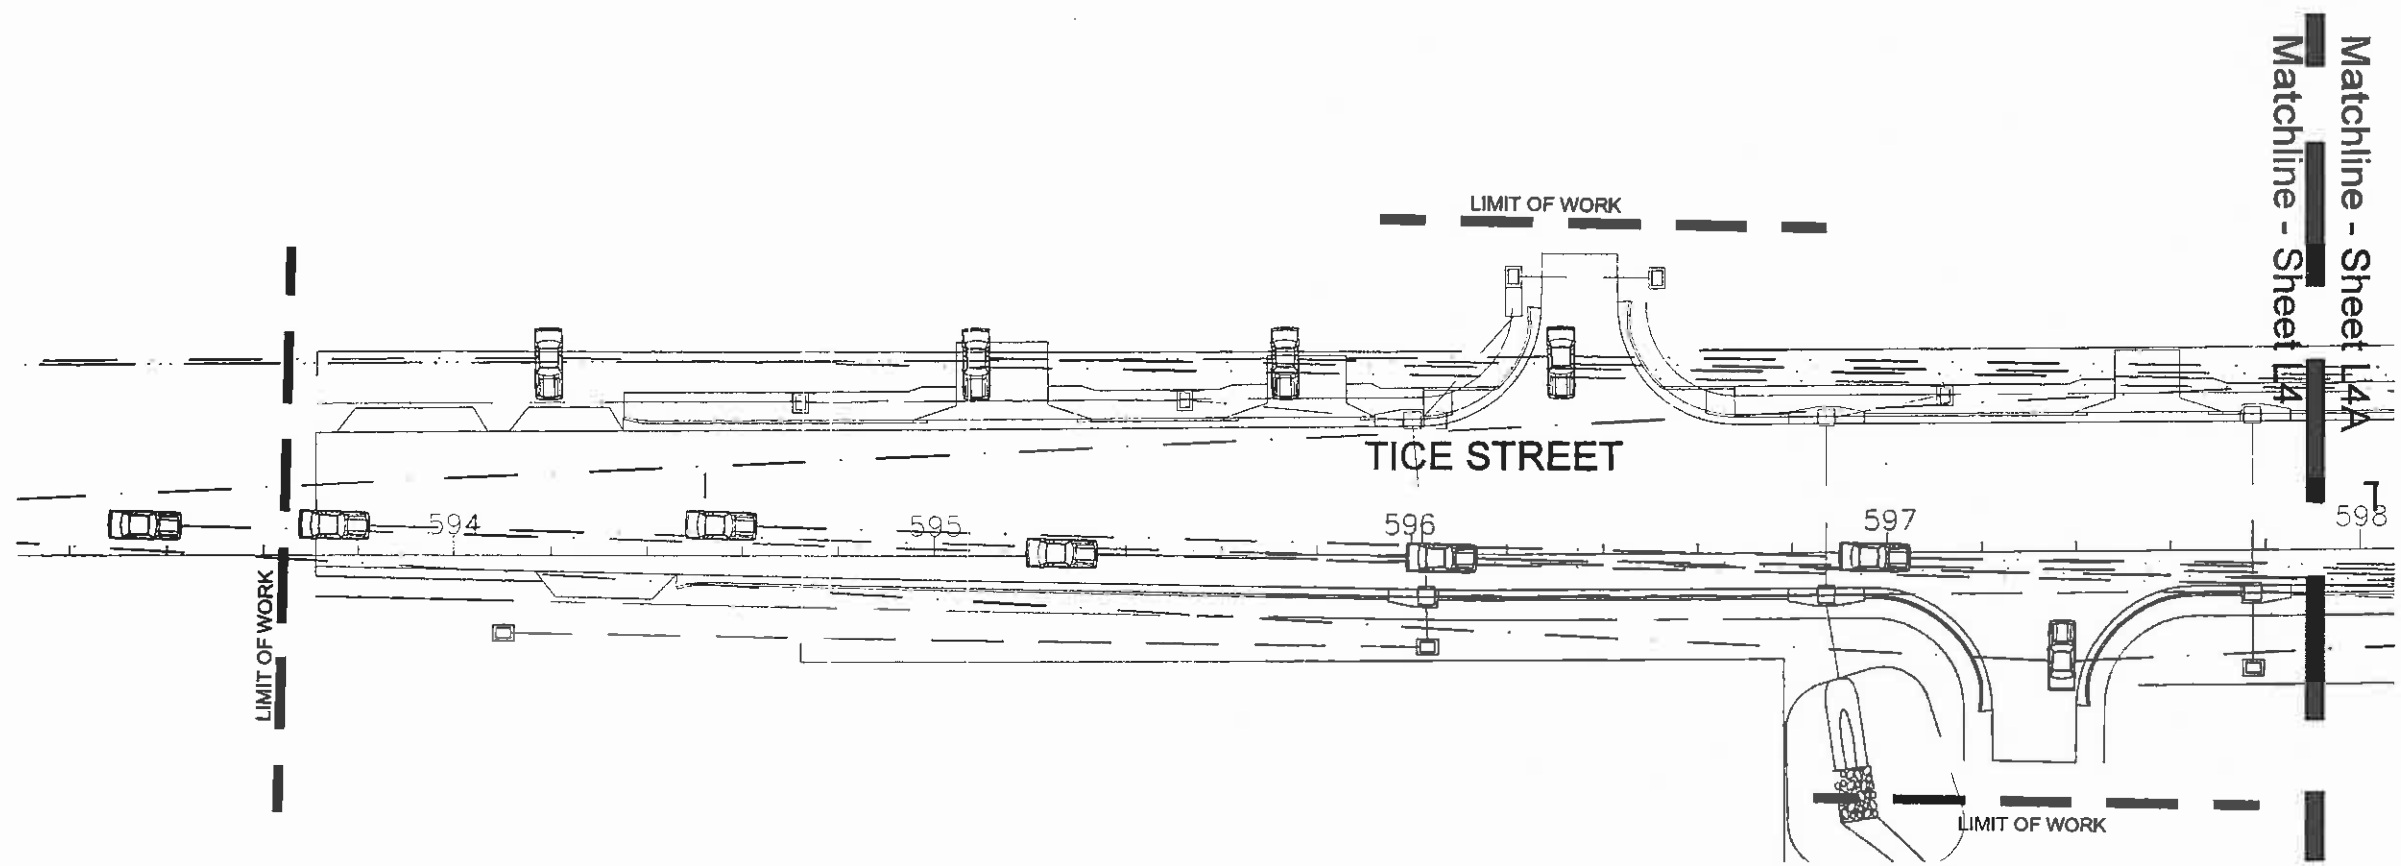 Matchline - Sheet L4A
Matchline - Sheet L4
LIMIT OF WORK
TICE STREET
594
595
596
597
598
LIMIT OF WORK
LIMIT OF WORK